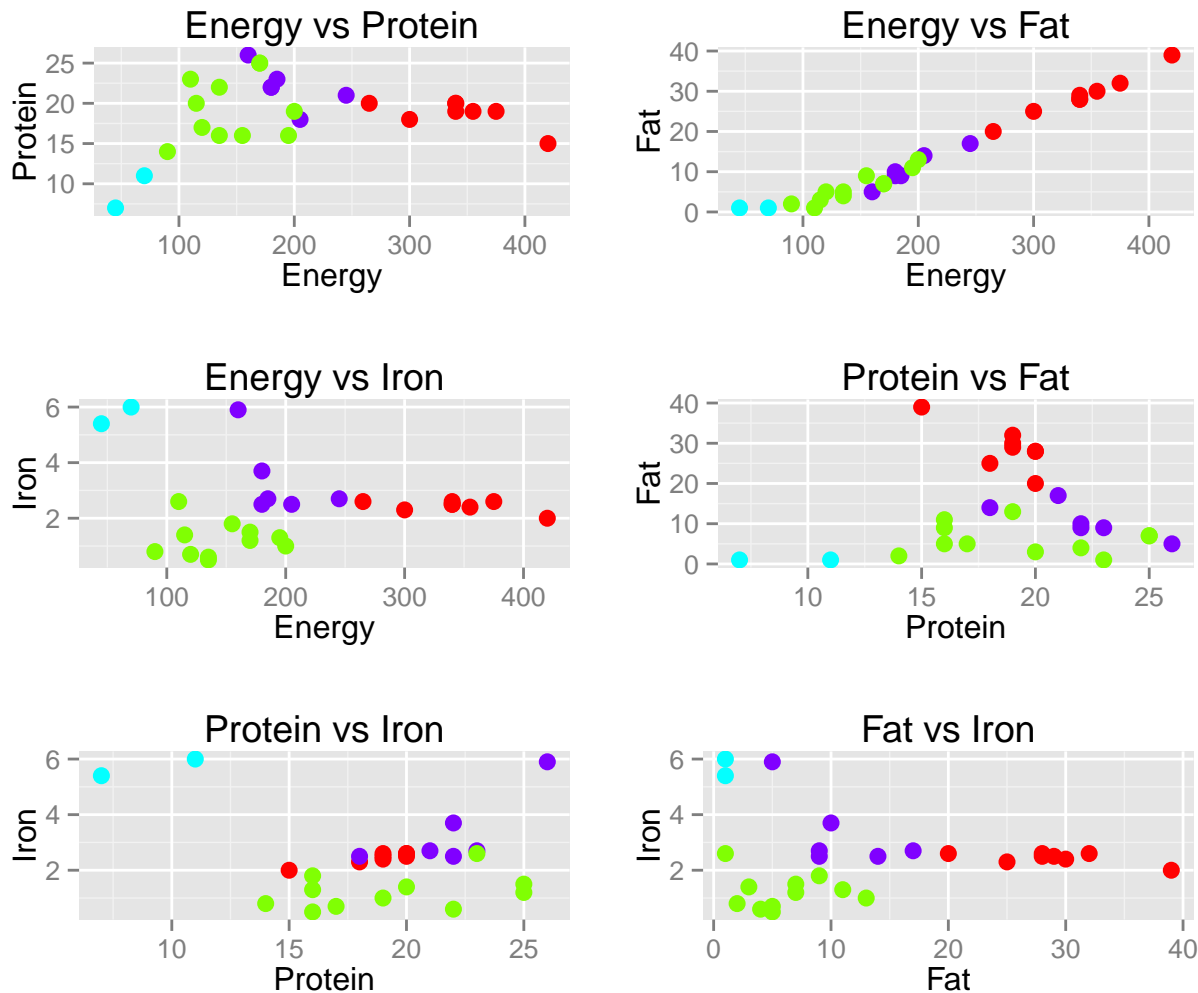 Energy vs Protein
Protein
25
20
15
10
100 200 300 400
Energy
Energy vs Fat
Fat
40
30
20
10
0
100 200 300 400
Energy
Energy vs Iron
Iron
6
4
2
100 200 300 400
Energy
Protein vs Fat
Fat
40
30
20
10
0
10 15 20 25
Protein
Protein vs Iron
Iron
6
4
2
10 15 20 25
Protein
Fat vs Iron
Iron
6
4
2
0 10 20 30 40
Fat